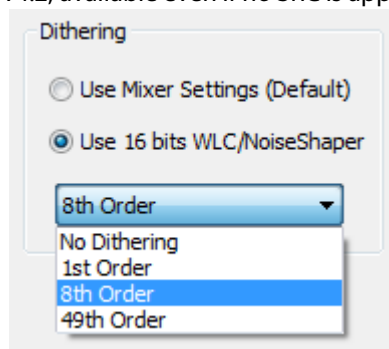 Dithering
Use Mixer Settings (Default)
Use 16 bits WLC/NoiseShaper
8th Order
No Dithering
1st Order
8th Order
49th Order